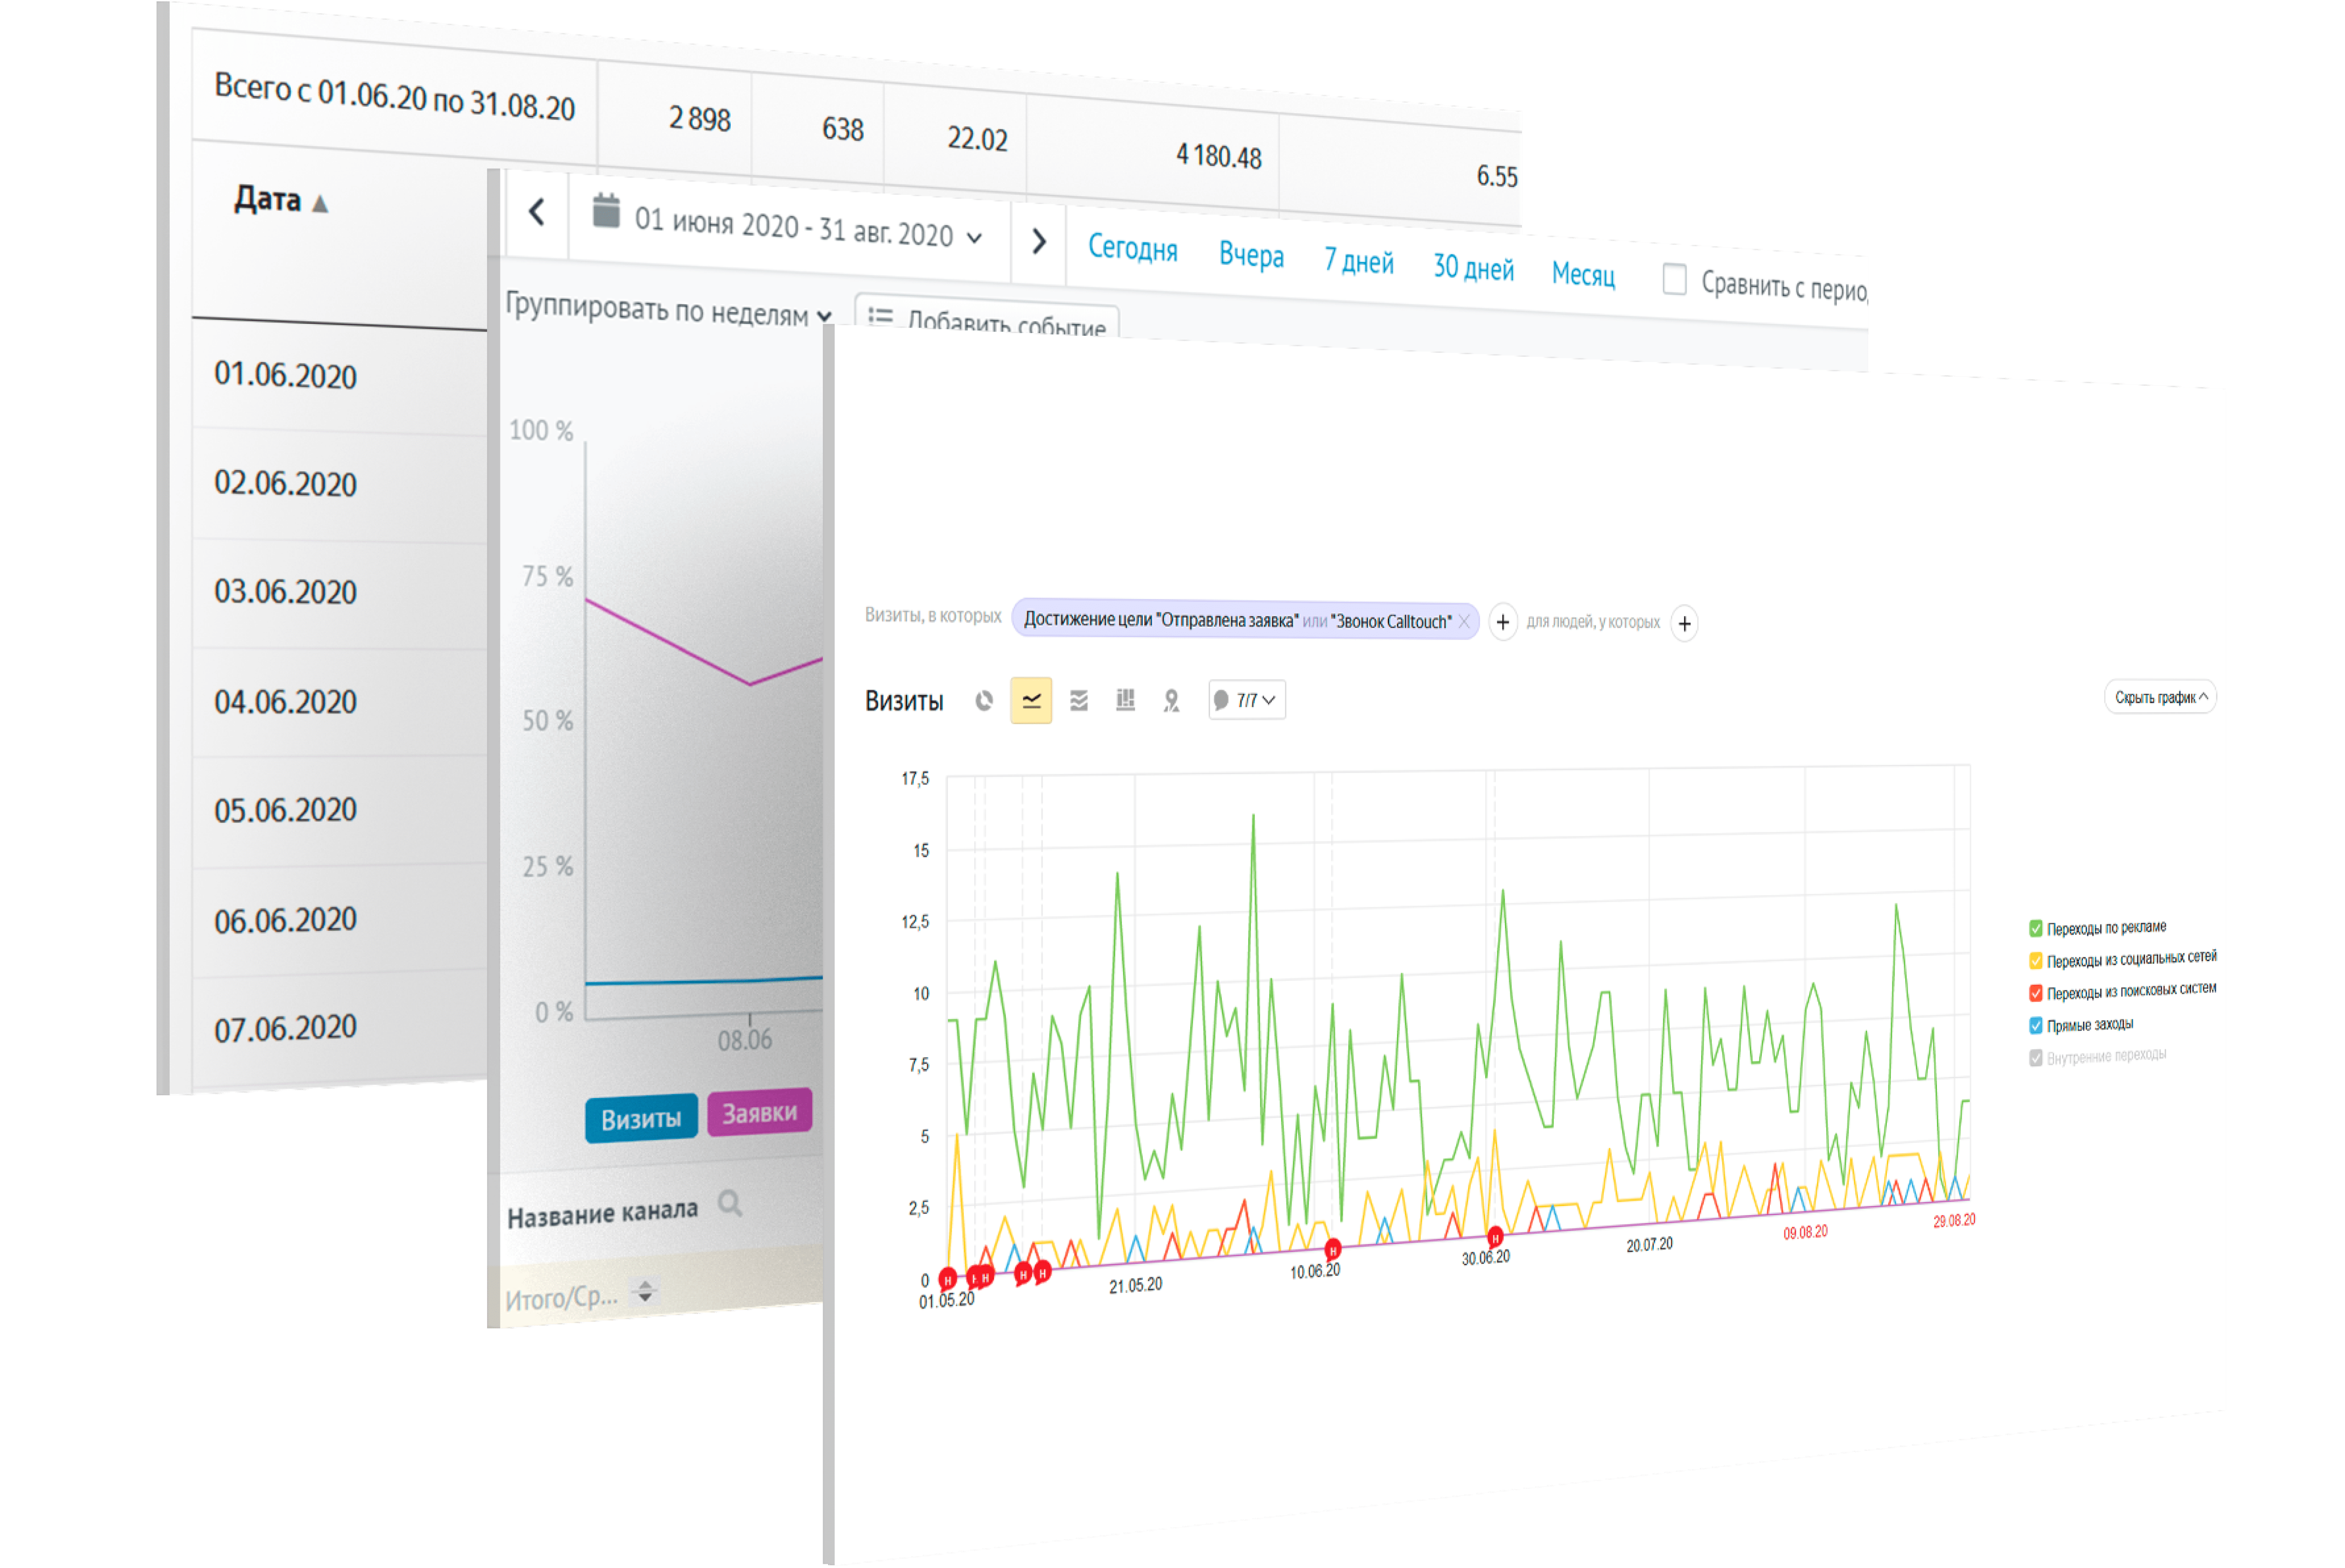 Всего с 01.06.20 по 31.08.20 2 898 638 22.02 4 180.48 6.55
Дата ▲
01.06.2020
02.06.2020
03.06.2020
04.06.2020
05.06.2020
06.06.2020
07.06.2020
01 июня 2020 - 31 авг. 2020 Сегодня Вчера 7 дней 30 дней Месяц Сравнить с перио
Группировать по неделям Добавить событие
100 %
75 %
50 %
25 %
0 %
08.06
Визиты Заявки
Название канала
Итого/Ср...
Визиты, в которых Достижение цели "Отправлена заявка" или "Звонок Calltouch" × + для людей, у которых +
Визиты 7/7 Скрыть график
17,5
15
12,5
10
7,5
5
2,5
0
Н Н Н Н Н Н Н
01.05.20 21.05.20 10.06.20 30.06.20 20.07.20 09.08.20 29.08.20
Переходы по рекламе
Переходы из социальных сетей
Переходы из поисковых систем
Прямые заходы
Внутренние переходы